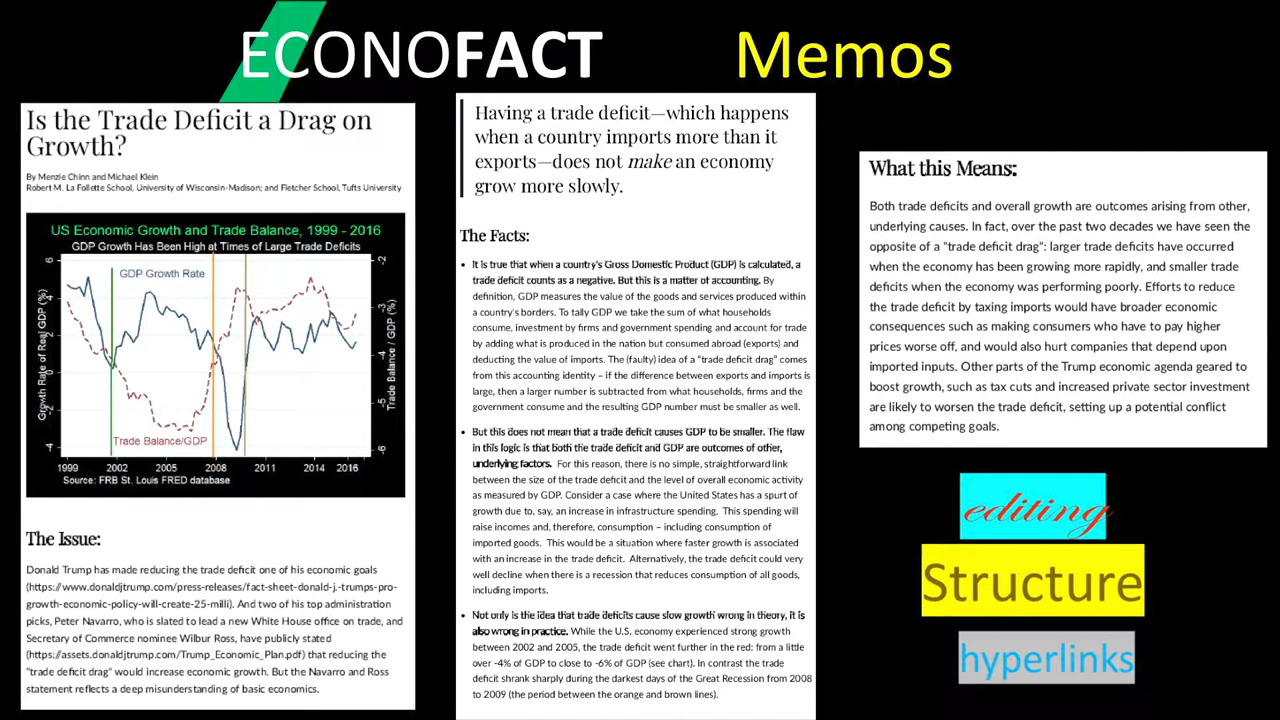 ECONOFACT
Memos
Is the Trade Deficit a Drag on
Growth?
By Menzie Chinn and Michael Klein
Robert M. La Follette School, University of Wisconsin-Madison; and Fletcher School, Tufts University
US Economic Growth and Trade Balance, 1999 - 2016
GDP Growth Has Been High at Times of Large Trade Deficits
6
4
2
0
-2
-4
Growth Rate of Real GDP (%)
GDP Growth Rate
Trade Balance/GDP
-2
-3
-4
-5
-6
Trade Balance / GDP (%)
1999 2002 2005 2008 2011 2014 2016
Source: FRB St. Louis FRED database
The Issue:
Donald Trump has made reducing the trade deficit one of his economic goals
(https://www.donaldjtrump.com/press-releases/fact-sheet-donald-j.-trumps-pro-
growth-economic-policy-will-create-25-milli). And two of his top administration
picks, Peter Navarro, who is slated to lead a new White House office on trade, and
Secretary of Commerce nominee Wilbur Ross, have publicly stated
(https://assets.donaldjtrump.com/Trump_Economic_Plan.pdf) that reducing the
"trade deficit drag" would increase economic growth. But the Navarro and Ross
statement reflects a deep misunderstanding of basic economics.
Having a trade deficit—which happens
when a country imports more than it
exports—does not make an economy
grow more slowly.
The Facts:
• It is true that when a country's Gross Domestic Product (GDP) is calculated, a
trade deficit counts as a negative. But this is a matter of accounting. By
definition, GDP measures the value of the goods and services produced within
a country's borders. To tally GDP we take the sum of what households
consume, investment by firms and government spending and account for trade
by adding what is produced in the nation but consumed abroad (exports) and
deducting the value of imports. The (faulty) idea of a "trade deficit drag" comes
from this accounting identity – if the difference between exports and imports is
large, then a larger number is subtracted from what households, firms and the
government consume and the resulting GDP number must be smaller as well.
• But this does not mean that a trade deficit causes GDP to be smaller. The flaw
in this logic is that both the trade deficit and GDP are outcomes of other,
underlying factors. For this reason, there is no simple, straightforward link
between the size of the trade deficit and the level of overall economic activity
as measured by GDP. Consider a case where the United States has a spurt of
growth due to, say, an increase in infrastructure spending. This spending will
raise incomes and, therefore, consumption – including consumption of
imported goods. This would be a situation where faster growth is associated
with an increase in the trade deficit. Alternatively, the trade deficit could very
well decline when there is a recession that reduces consumption of all goods,
including imports.
• Not only is the idea that trade deficits cause slow growth wrong in theory, it is
also wrong in practice. While the U.S. economy experienced strong growth
between 2002 and 2005, the trade deficit went further in the red: from a little
over -4% of GDP to close to -6% of GDP (see chart). In contrast the trade
deficit shrank sharply during the darkest days of the Great Recession from 2008
to 2009 (the period between the orange and brown lines).
What this Means:
Both trade deficits and overall growth are outcomes arising from other,
underlying causes. In fact, over the past two decades we have seen the
opposite of a "trade deficit drag": larger trade deficits have occurred
when the economy has been growing more rapidly, and smaller trade
deficits when the economy was performing poorly. Efforts to reduce
the trade deficit by taxing imports would have broader economic
consequences such as making consumers who have to pay higher
prices worse off, and would also hurt companies that depend upon
imported inputs. Other parts of the Trump economic agenda geared to
boost growth, such as tax cuts and increased private sector investment
are likely to worsen the trade deficit, setting up a potential conflict
among competing goals.
editing
Structure
hyperlinks